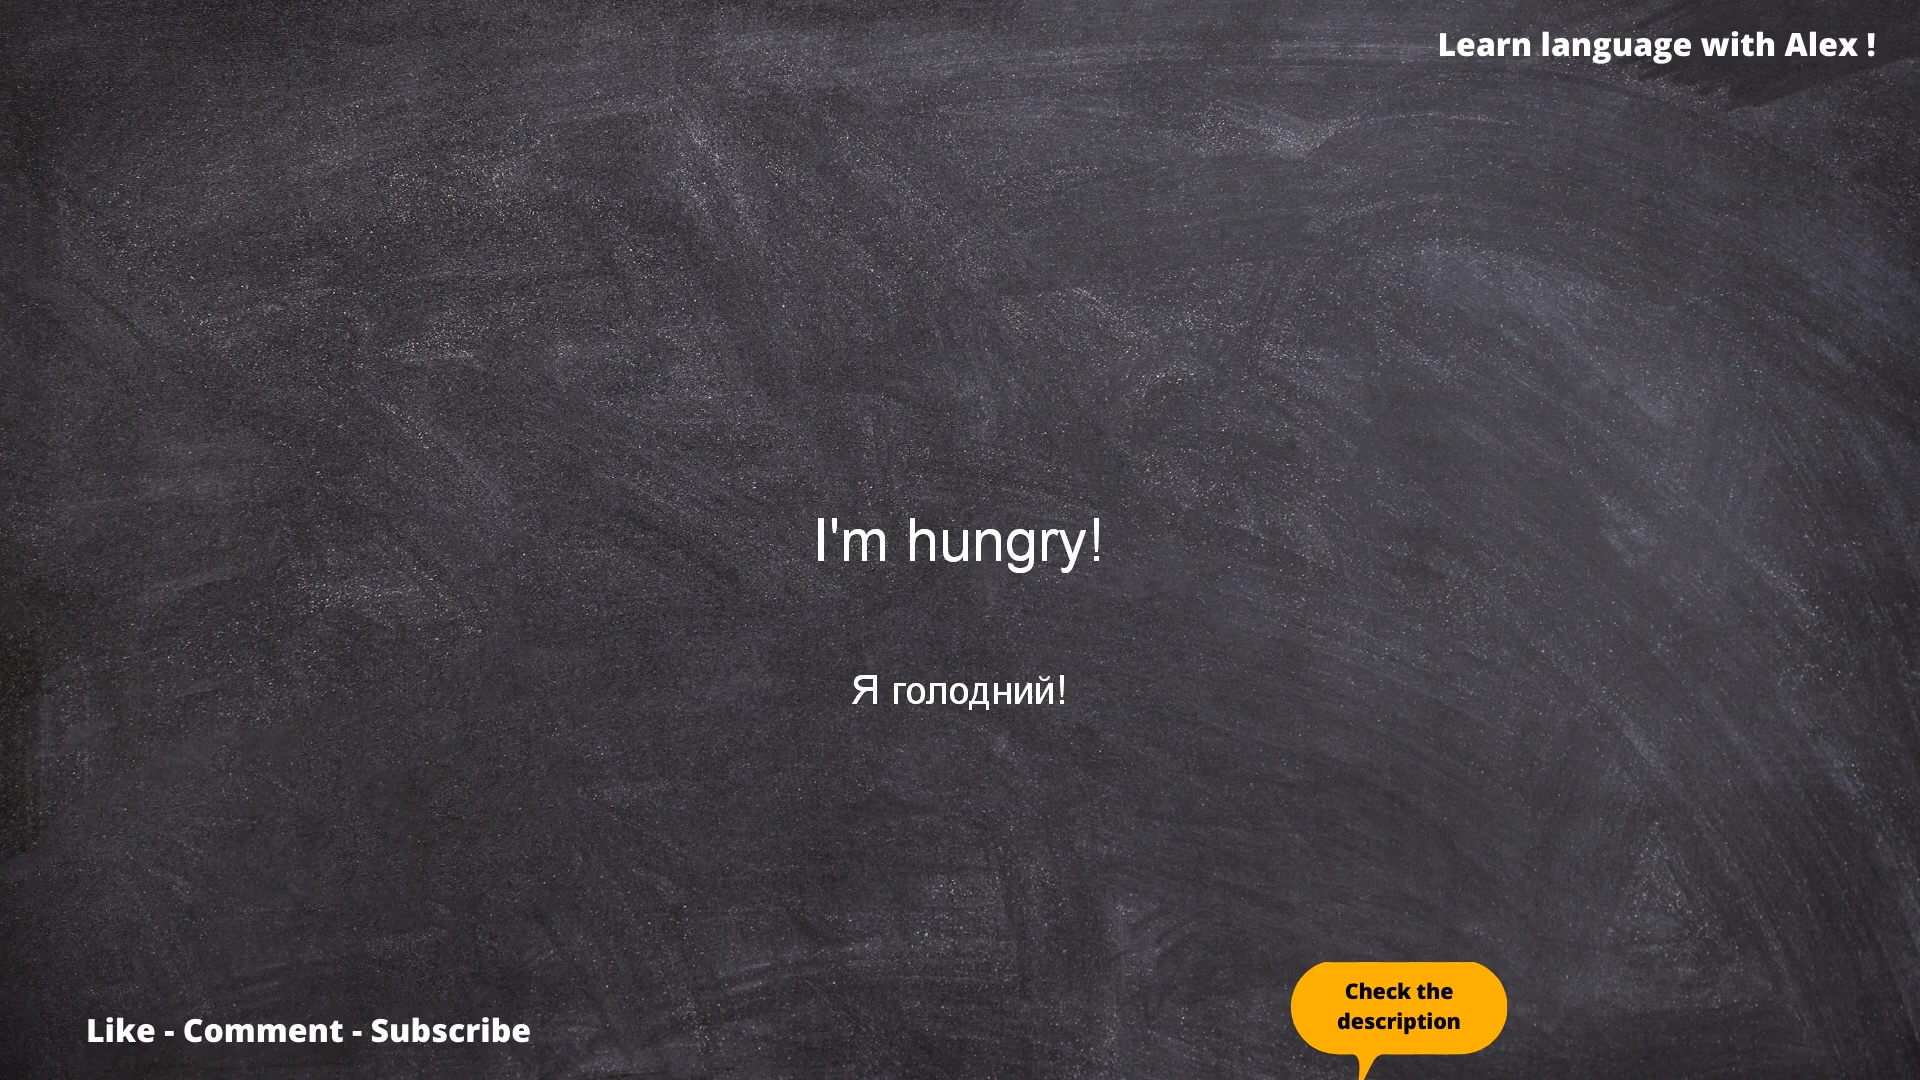 Learn language with Alex !
I'm hungry!
Я голодний!
Check the
description
Like - Comment - Subscribe